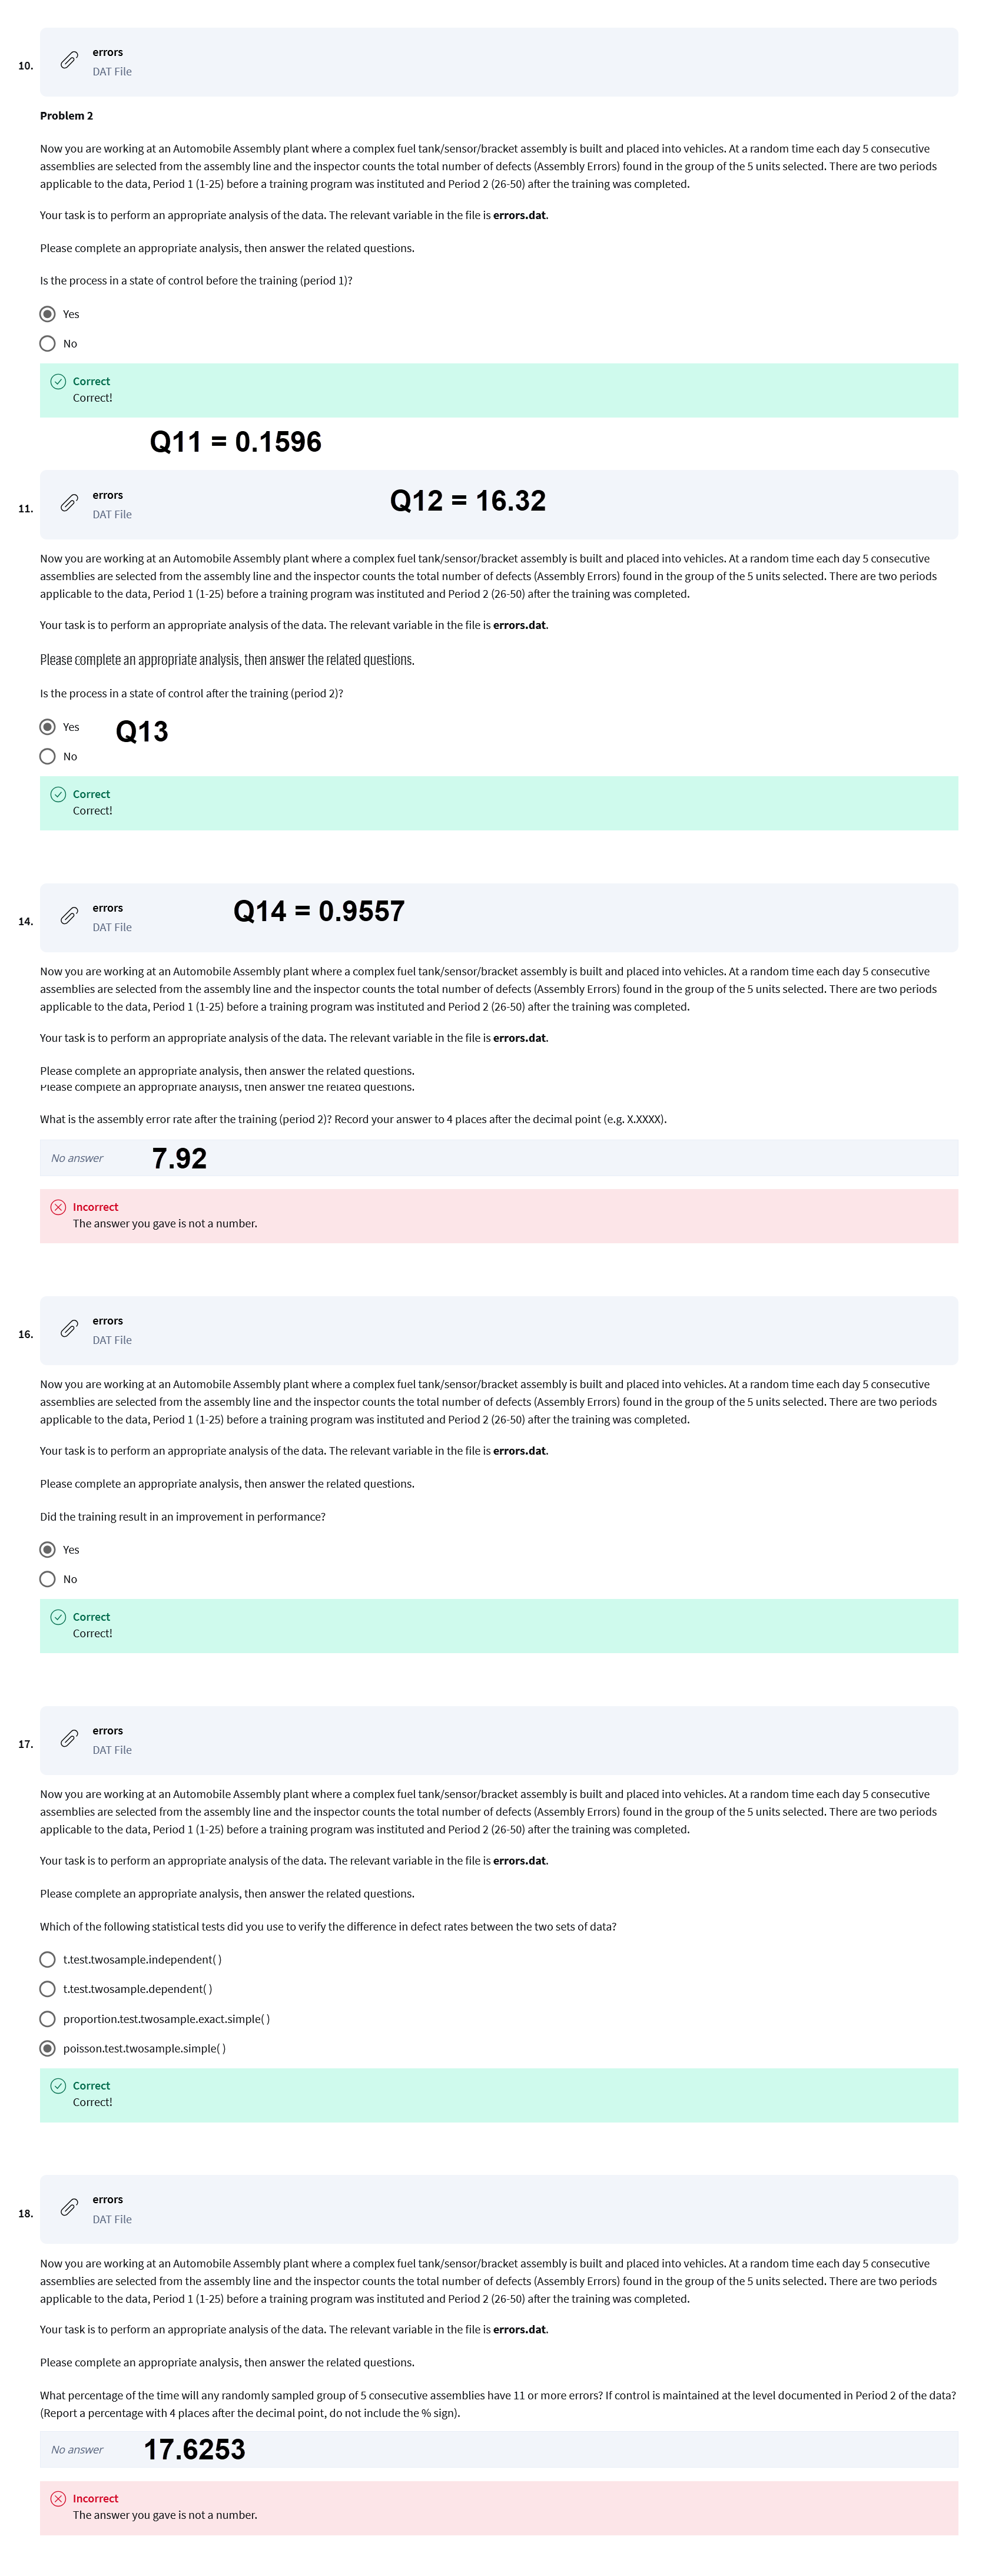 10.
errors
DAT File
Problem 2
Now you are working at an Automobile Assembly plant where a complex fuel tank/sensor/bracket assembly is built and placed into vehicles. At a random time each day 5 consecutive
assemblies are selected from the assembly line and the inspector counts the total number of defects (Assembly Errors) found in the group of the 5 units selected. There are two periods
applicable to the data, Period 1 (1-25) before a training program was instituted and Period 2 (26-50) after the training was completed.
Your task is to perform an appropriate analysis of the data. The relevant variable in the file is errors.dat.
Please complete an appropriate analysis, then answer the related questions.
Is the process in a state of control before the training (period 1)?
Yes
No
Correct
Correct!
Q11 = 0.1596
11.
errors
DAT File
Q12 = 16.32
Now you are working at an Automobile Assembly plant where a complex fuel tank/sensor/bracket assembly is built and placed into vehicles. At a random time each day 5 consecutive
assemblies are selected from the assembly line and the inspector counts the total number of defects (Assembly Errors) found in the group of the 5 units selected. There are two periods
applicable to the data, Period 1 (1-25) before a training program was instituted and Period 2 (26-50) after the training was completed.
Your task is to perform an appropriate analysis of the data. The relevant variable in the file is errors.dat.
Please complete an appropriate analysis, then answer the related questions.
Is the process in a state of control after the training (period 2)?
Yes
Q13
No
Correct
Correct!
14.
errors
DAT File
Q14 = 0.9557
Now you are working at an Automobile Assembly plant where a complex fuel tank/sensor/bracket assembly is built and placed into vehicles. At a random time each day 5 consecutive
assemblies are selected from the assembly line and the inspector counts the total number of defects (Assembly Errors) found in the group of the 5 units selected. There are two periods
applicable to the data, Period 1 (1-25) before a training program was instituted and Period 2 (26-50) after the training was completed.
Your task is to perform an appropriate analysis of the data. The relevant variable in the file is errors.dat.
Please complete an appropriate analysis, then answer the related questions.
Please complete an appropriate analysis, then answer the related questions.
What is the assembly error rate after the training (period 2)? Record your answer to 4 places after the decimal point (e.g. X.XXXX).
No answer
7.92
Incorrect
The answer you gave is not a number.
16.
errors
DAT File
Now you are working at an Automobile Assembly plant where a complex fuel tank/sensor/bracket assembly is built and placed into vehicles. At a random time each day 5 consecutive
assemblies are selected from the assembly line and the inspector counts the total number of defects (Assembly Errors) found in the group of the 5 units selected. There are two periods
applicable to the data, Period 1 (1-25) before a training program was instituted and Period 2 (26-50) after the training was completed.
Your task is to perform an appropriate analysis of the data. The relevant variable in the file is errors.dat.
Please complete an appropriate analysis, then answer the related questions.
Did the training result in an improvement in performance?
Yes
No
Correct
Correct!
17.
errors
DAT File
Now you are working at an Automobile Assembly plant where a complex fuel tank/sensor/bracket assembly is built and placed into vehicles. At a random time each day 5 consecutive
assemblies are selected from the assembly line and the inspector counts the total number of defects (Assembly Errors) found in the group of the 5 units selected. There are two periods
applicable to the data, Period 1 (1-25) before a training program was instituted and Period 2 (26-50) after the training was completed.
Your task is to perform an appropriate analysis of the data. The relevant variable in the file is errors.dat.
Please complete an appropriate analysis, then answer the related questions.
Which of the following statistical tests did you use to verify the difference in defect rates between the two sets of data?
t.test.twosample.independent( )
t.test.twosample.dependent( )
proportion.test.twosample.exact.simple( )
poisson.test.twosample.simple( )
Correct
Correct!
18.
errors
DAT File
Now you are working at an Automobile Assembly plant where a complex fuel tank/sensor/bracket assembly is built and placed into vehicles. At a random time each day 5 consecutive
assemblies are selected from the assembly line and the inspector counts the total number of defects (Assembly Errors) found in the group of the 5 units selected. There are two periods
applicable to the data, Period 1 (1-25) before a training program was instituted and Period 2 (26-50) after the training was completed.
Your task is to perform an appropriate analysis of the data. The relevant variable in the file is errors.dat.
Please complete an appropriate analysis, then answer the related questions.
What percentage of the time will any randomly sampled group of 5 consecutive assemblies have 11 or more errors? If control is maintained at the level documented in Period 2 of the data?
(Report a percentage with 4 places after the decimal point, do not include the % sign).
No answer
17.6253
Incorrect
The answer you gave is not a number.